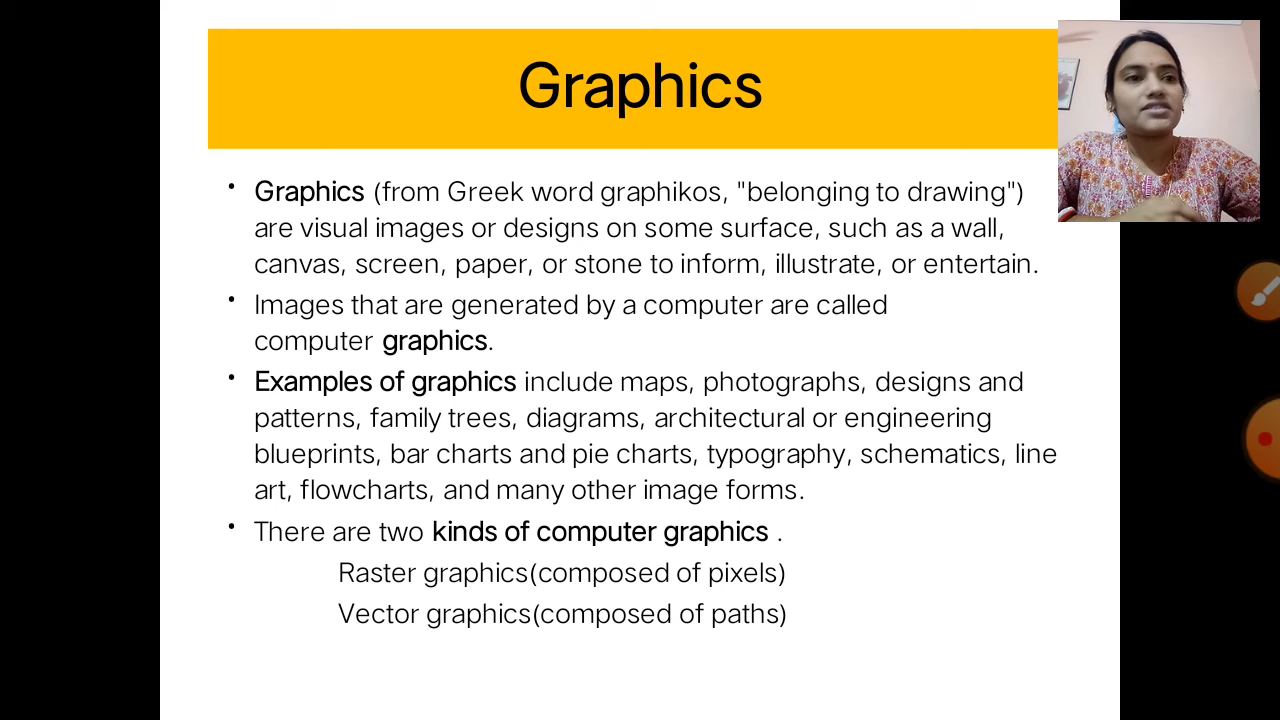 Graphics
• Graphics (from Greek word graphikos, "belonging to drawing")
are visual images or designs on some surface, such as a wall,
canvas, screen, paper, or stone to inform, illustrate, or entertain.
• Images that are generated by a computer are called
computer graphics.
• Examples of graphics include maps, photographs, designs and
patterns, family trees, diagrams, architectural or engineering
blueprints, bar charts and pie charts, typography, schematics, line
art, flowcharts, and many other image forms.
• There are two kinds of computer graphics .
Raster graphics(composed of pixels)
Vector graphics(composed of paths)